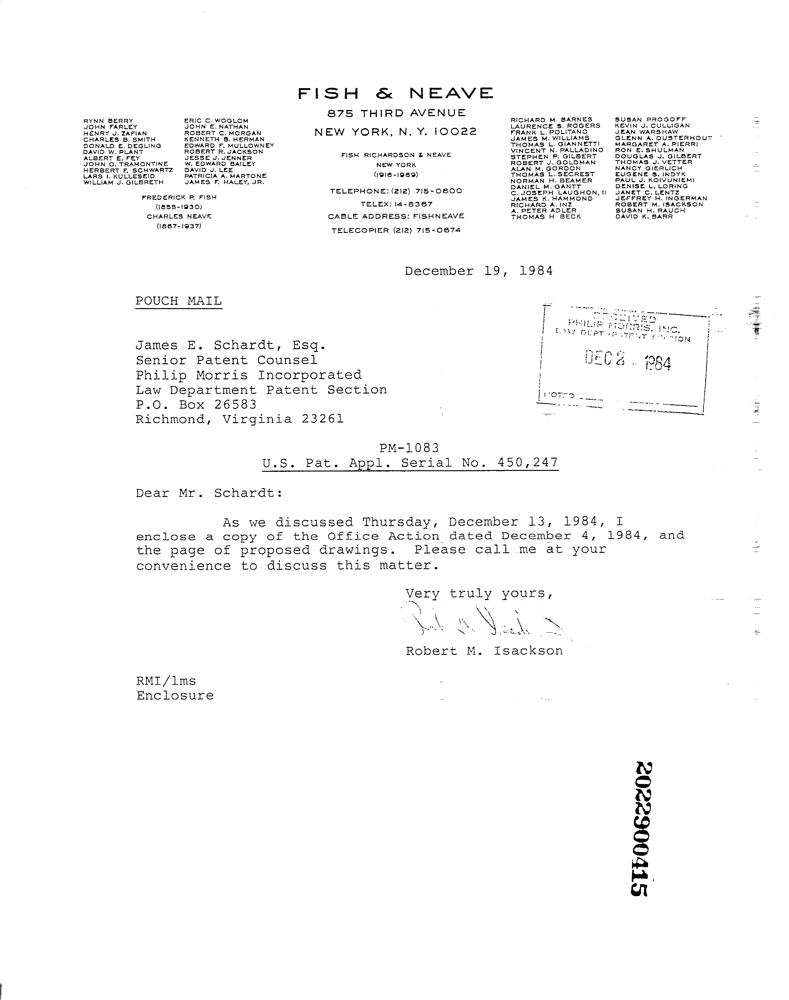 FISH & NEAVE
875 THIRD AVENUE
NEW YORK, N. Y. 10022
FISH RICHARDSON & NEAVE
NEW YORK
(1916-1969)
TELEPHONE: (212) 715-0600
TELEX: 14-8367
CABLE ADDRESS: FISHNEAVE
TELECOPIER (212) 715-0674
RYNN BERRY
JOHN FARLEY
HENRY J. ZAFIAN
CHARLES B. SMITH
DONALD E. DEGLING
DAVID W. PLANT
ALBERT E. FEY
JOHN O. TRAMONTINE
HERBERT F. SCHWARTZ
LARS I. KULLESEID
WILLIAM J. GILBRETH
ERIC C. WOGLOM
JOHN E. NATHAN
ROBERT C. MORGAN
KENNETH B. HERMAN
EDWARD F. MULLOWNEY
ROBERT R. JACKSON
JESSE J. JENNER
W. EDWARD BAILEY
DAVID J. LEE
PATRICIA A. MARTONE
JAMES F. HALEY, JR.
FREDERICK P. FISH
(1855-1930)
CHARLES NEAVE
(1867-1937)
RICHARD M. BARNES
LAURENCE S. ROGERS
FRANK L. POLITANO
JAMES M. WILLIAMS
THOMAS L. GIANNETTI
VINCENT N. PALLADINO
STEPHEN P. GILBERT
ROBERT J. GOLDMAN
ALAN M. GORDON
THOMAS L. SECREST
NORMAN H. BEAMER
DANIEL M. GANTT
C. JOSEPH LAUGHON, II
JAMES K. HAMMOND
RICHARD A. INZ
A. PETER ADLER
THOMAS H BECK
SUSAN PROGOFF
KEVIN J. CULLIGAN
JEAN WARSHAW
GLENN A. OUSTERHOUT
MARGARET A. PIERRI
RON E. SHULMAN
DOUGLAS J. GILBERT
THOMAS J. VETTER
NANCY GIERLICH
EUGENE S. INDYK
PAUL J. KOIVUNIEMI
DENISE L. LORING
JANET C. LENTZ
JEFFREY H. INGERMAN
ROBERT M. ISACKSON
SUSAN H. RAUCH
DAVID K. BARR
December 19, 1984
POUCH MAIL
RECEIVED
PHILIP MORRIS, INC.
LAW DEPT - PATENT SECTION
DEC 2 1984
NOTED
James E. Schardt, Esq.
Senior Patent Counsel
Philip Morris Incorporated
Law Department Patent Section
P.O. Box 26583
Richmond, Virginia 23261
PM-1083
U.S. Pat. Appl. Serial No. 450,247
Dear Mr. Schardt:
As we discussed Thursday, December 13, 1984, I
enclose a copy of the Office Action dated December 4, 1984, and
the page of proposed drawings. Please call me at your
convenience to discuss this matter.
Very truly yours,
Robert M. Isackson
RMI/lms
Enclosure
2022900415